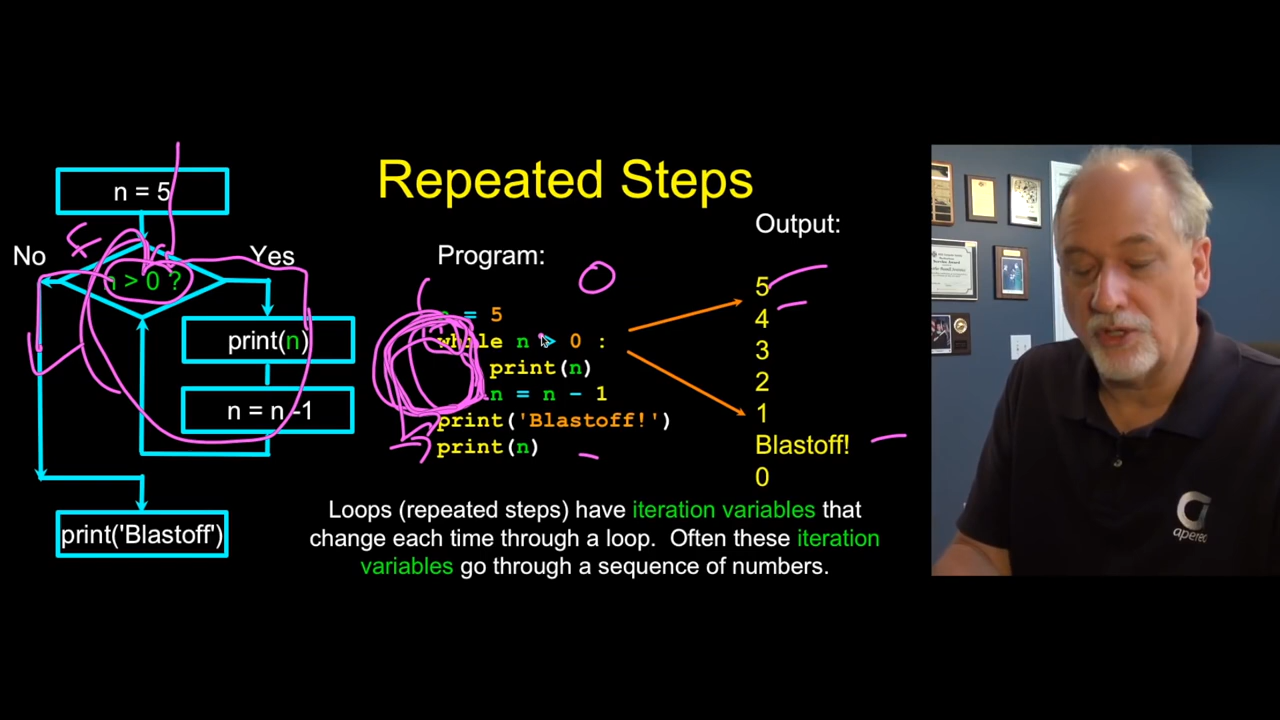 Repeated Steps
n = 5
No
Yes
n > 0 ?
print(n)
n = n -1
print('Blastoff')
Program:
n = 5
while n > 0 :
print(n)
n = n - 1
print('Blastoff!')
print(n)
Output:
5
4
3
2
1
Blastoff!
0
Loops (repeated steps) have iteration variables that
change each time through a loop. Often these iteration
variables go through a sequence of numbers.
apereo